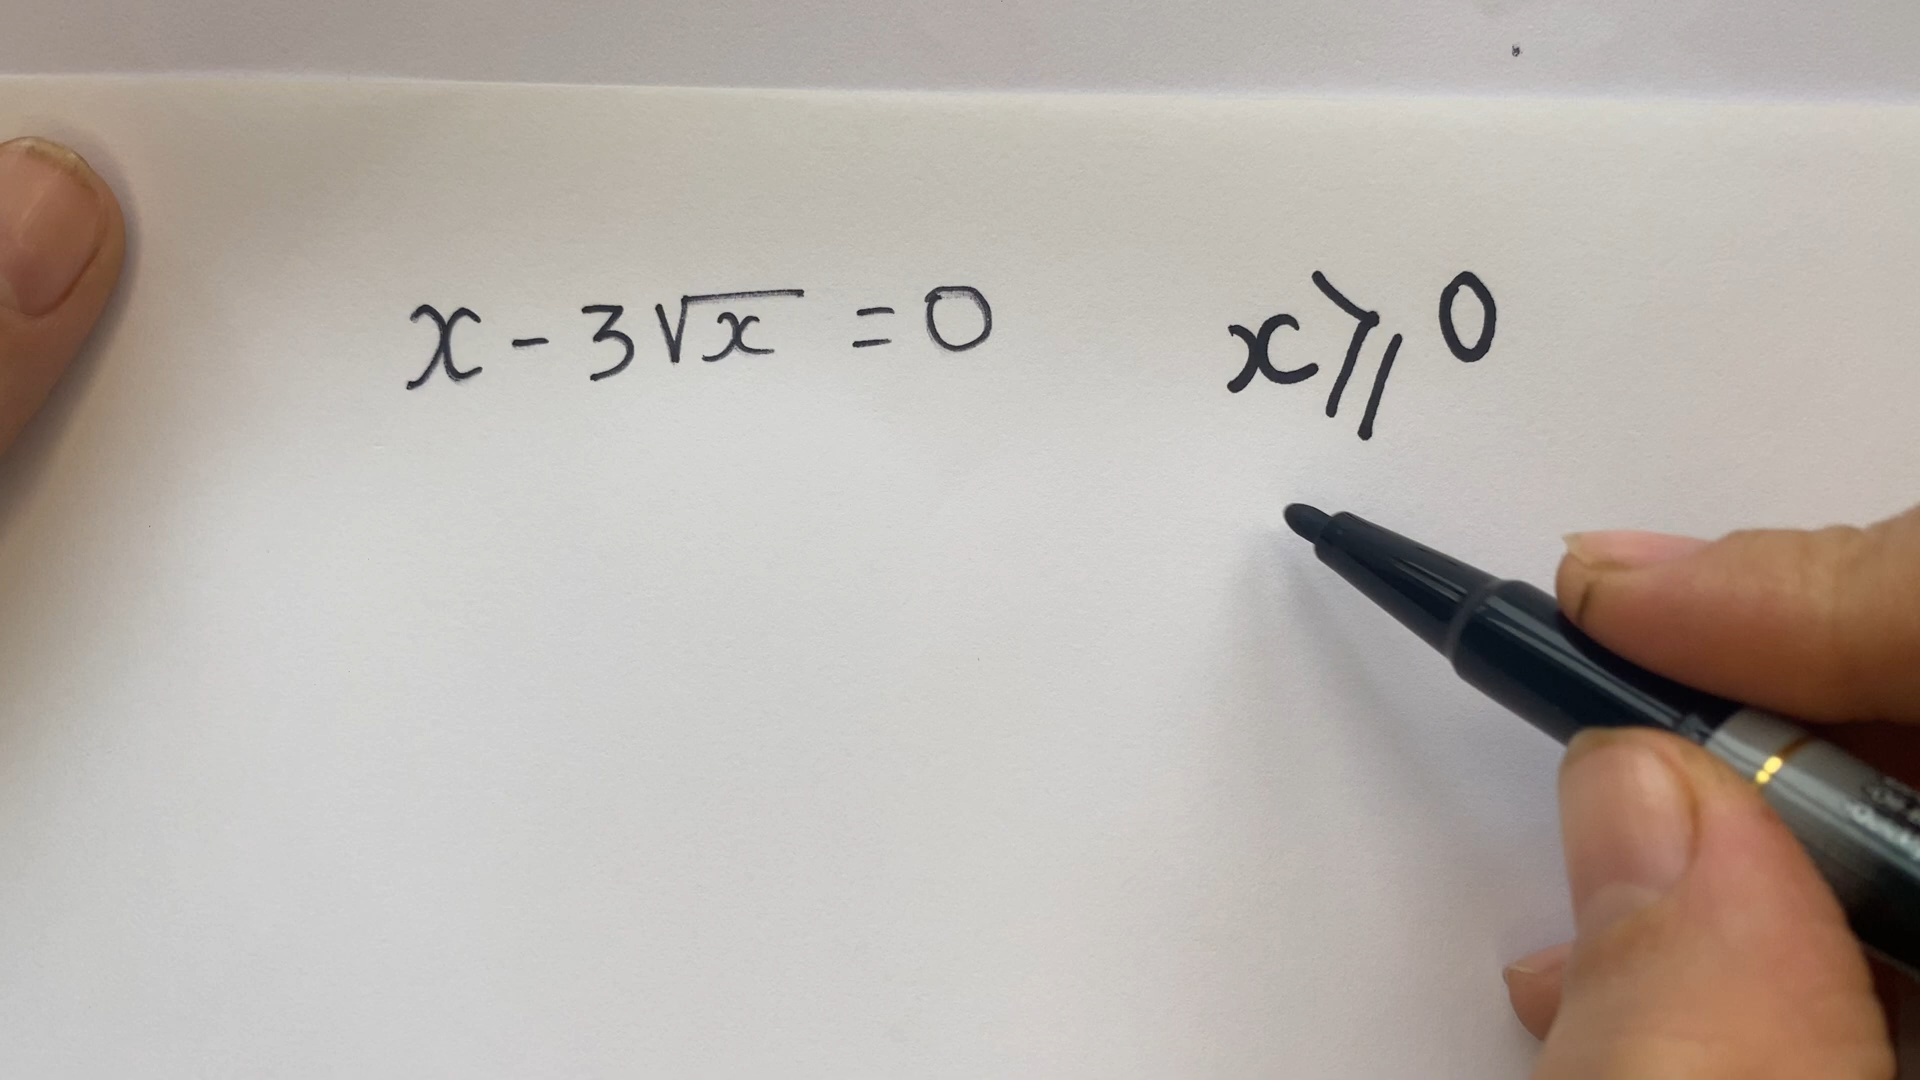 x - 3√x = 0 x ⩾ 0